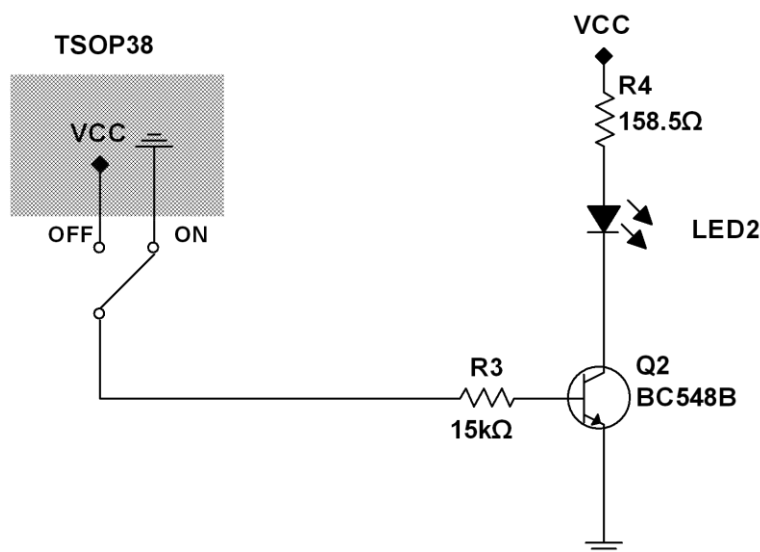 TSOP38
VCC
OFF
ON
VCC
R4
158.5Ω
LED2
R3
15kΩ
Q2
BC548B